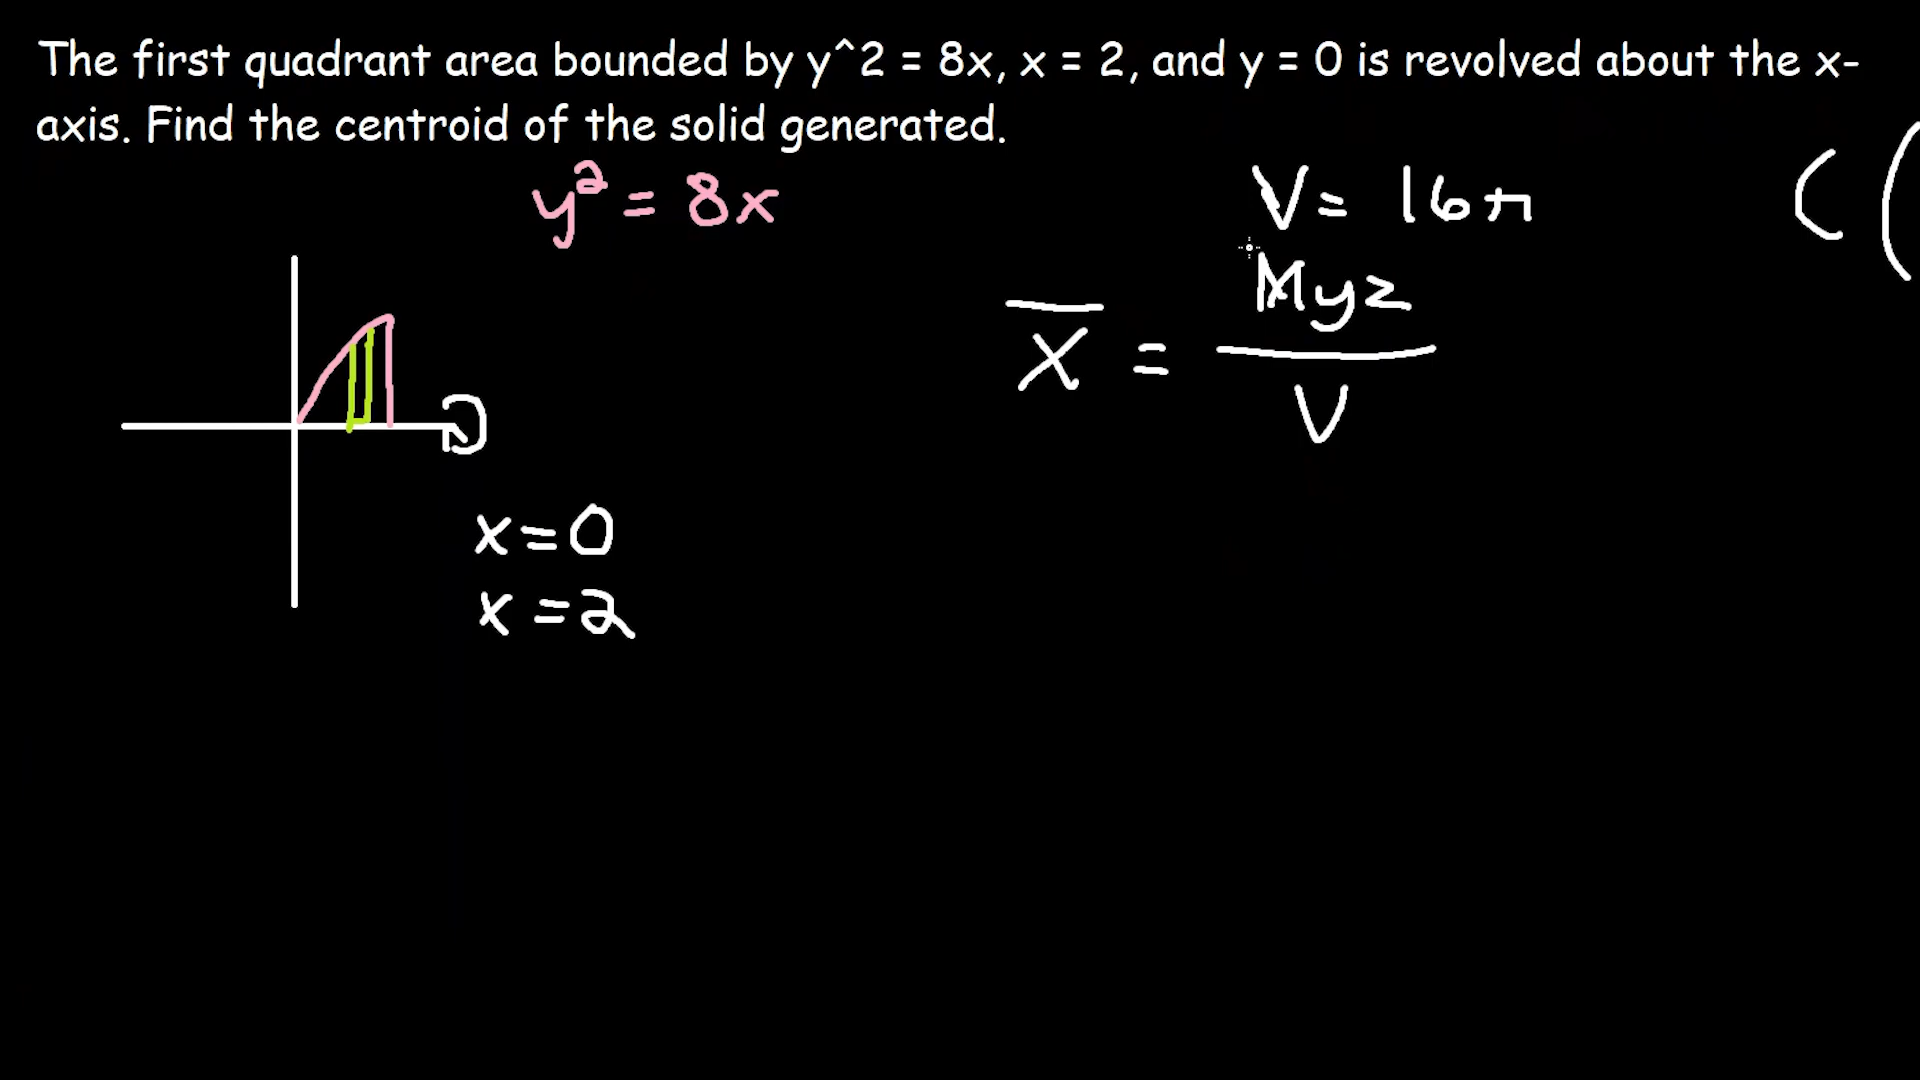 The first quadrant area bounded by y^2 = 8x, x = 2, and y = 0 is revolved about the x-
axis. Find the centroid of the solid generated.
y² = 8x
V = 16π
x̄ = Myz / V
x = 0
x = 2